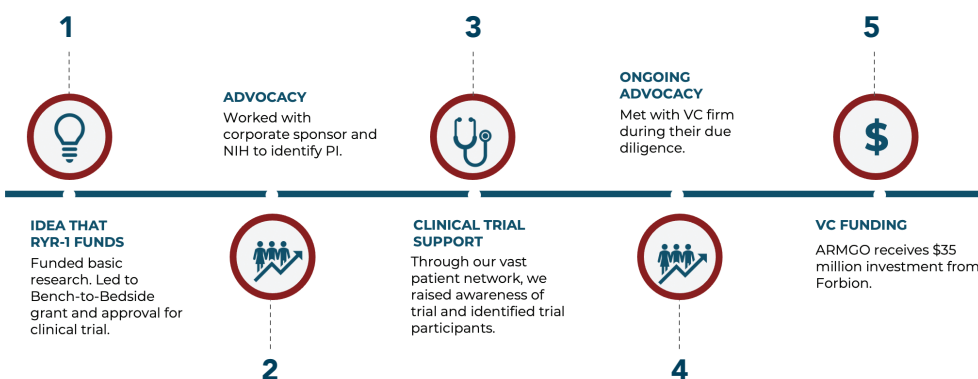 1
IDEA THAT
RYR-1 FUNDS
Funded basic
research. Led to
Bench-to-Bedside
grant and approval for
clinical trial.
ADVOCACY
Worked with
corporate sponsor and
NIH to identify PI.
2
3
CLINICAL TRIAL
SUPPORT
Through our vast
patient network, we
raised awareness of
trial and identified trial
participants.
ONGOING
ADVOCACY
Met with VC firm
during their due
diligence.
4
5
$
VC FUNDING
ARMGO receives $35
million investment from
Forbion.